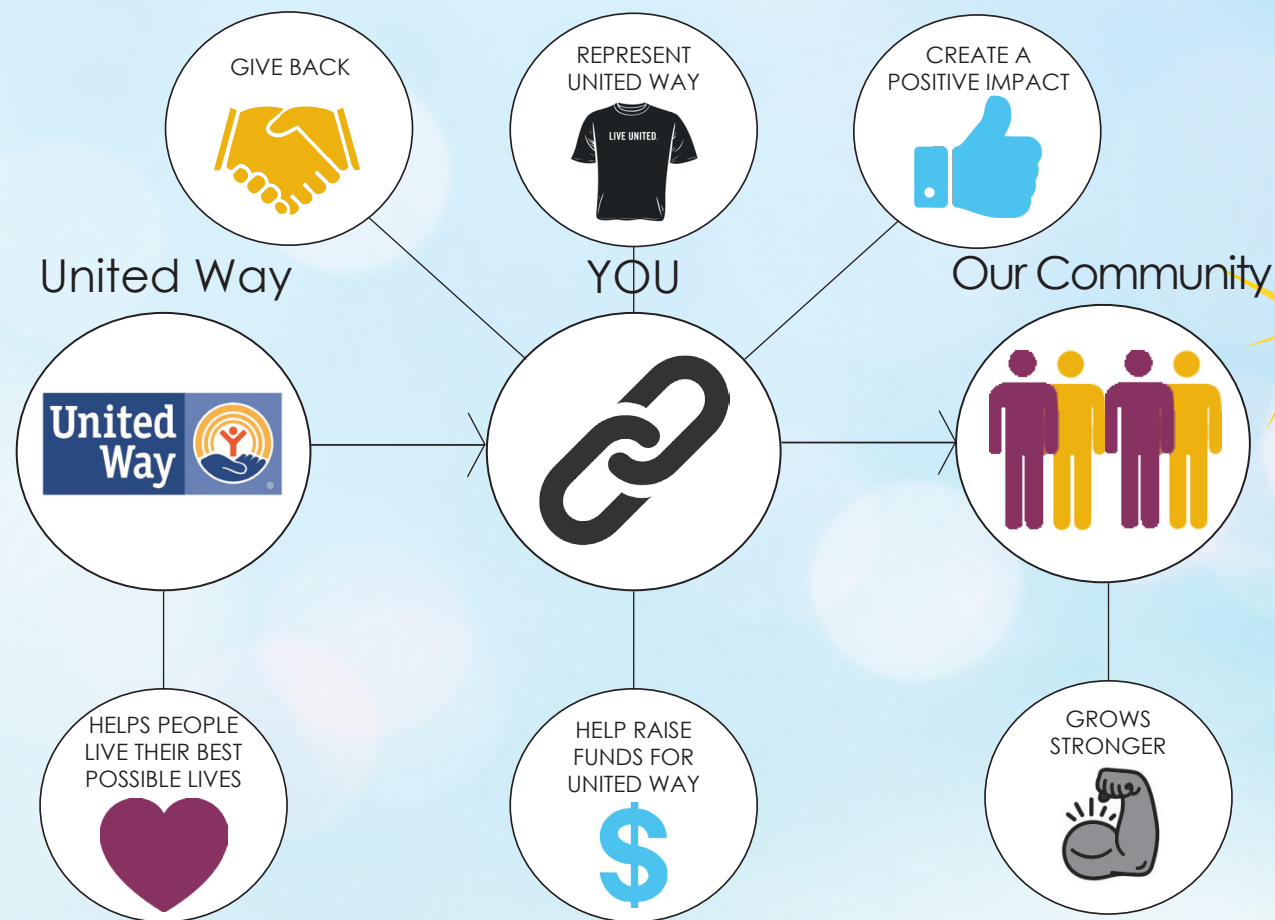 GIVE BACK
REPRESENT
UNITED WAY
LIVE UNITED
CREATE A
POSITIVE IMPACT
United Way
YOU
Our Community
United
Way
HELPS PEOPLE
LIVE THEIR BEST
POSSIBLE LIVES
HELP RAISE
FUNDS FOR
UNITED WAY
$
GROWS
STRONGER